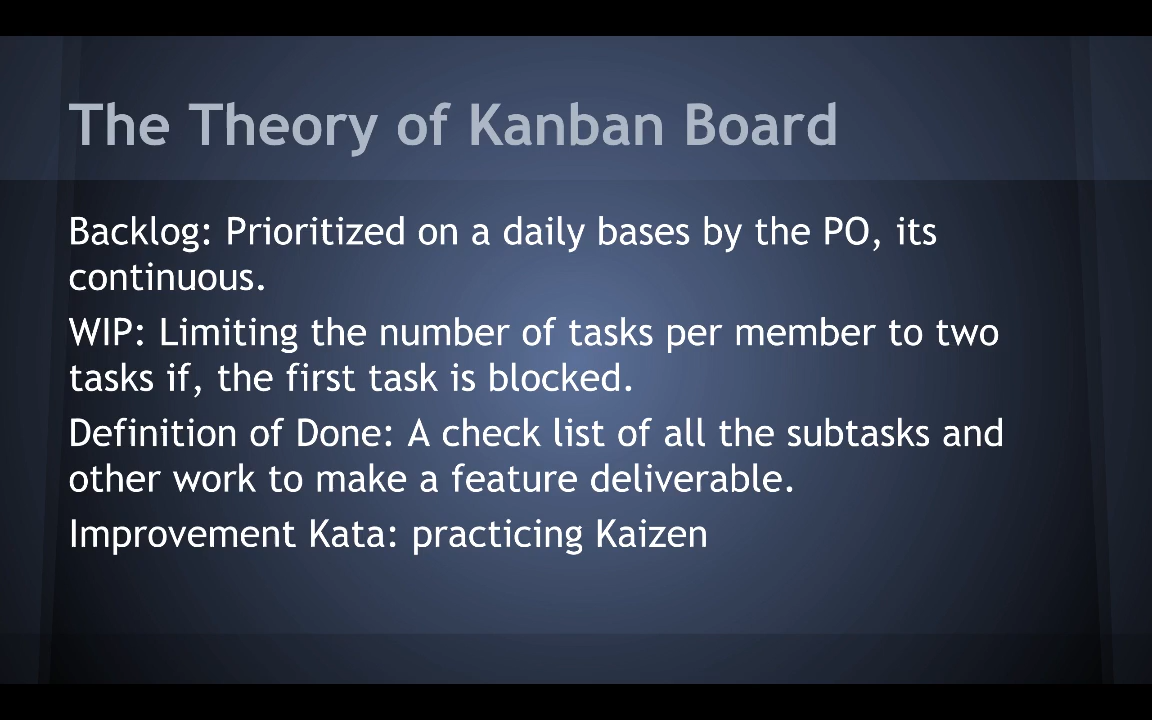 The Theory of Kanban Board
Backlog: Prioritized on a daily bases by the PO, its
continuous.
WIP: Limiting the number of tasks per member to two
tasks if, the first task is blocked.
Definition of Done: A check list of all the subtasks and
other work to make a feature deliverable.
Improvement Kata: practicing Kaizen